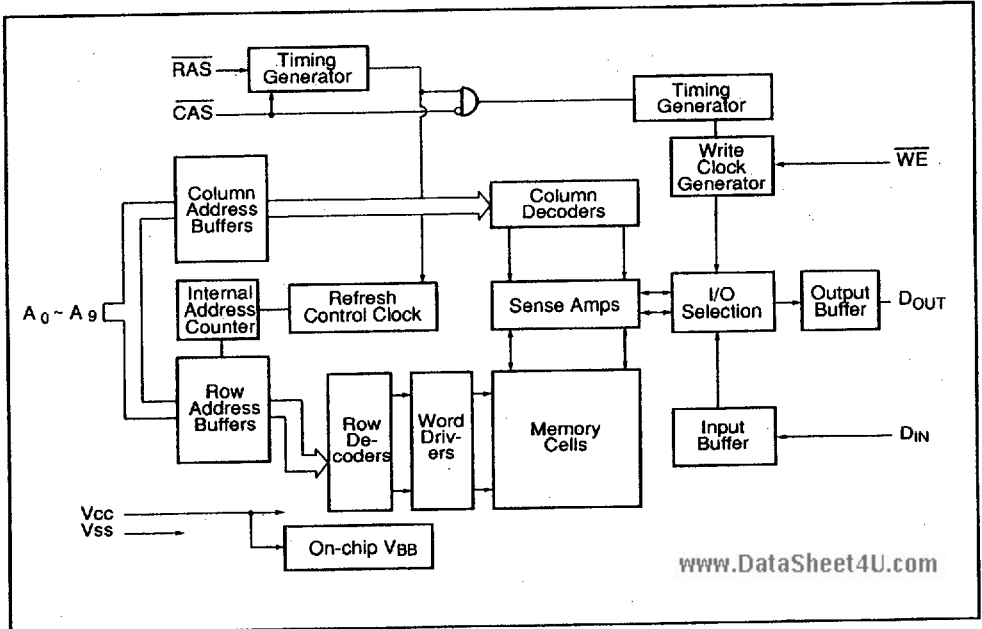 RAS
Timing
Generator
CAS
Timing
Generator
Write
Clock
Generator
WE
Column
Address
Buffers
Column
Decoders
A0 ~ A9
Internal
Address
Counter
Refresh
Control Clock
Sense Amps
I/O
Selection
Output
Buffer
DOUT
Row
Address
Buffers
Row
De-
coders
Word
Driv-
ers
Memory
Cells
Input
Buffer
DIN
Vcc
Vss
On-chip VBB
www.DataSheet4U.com